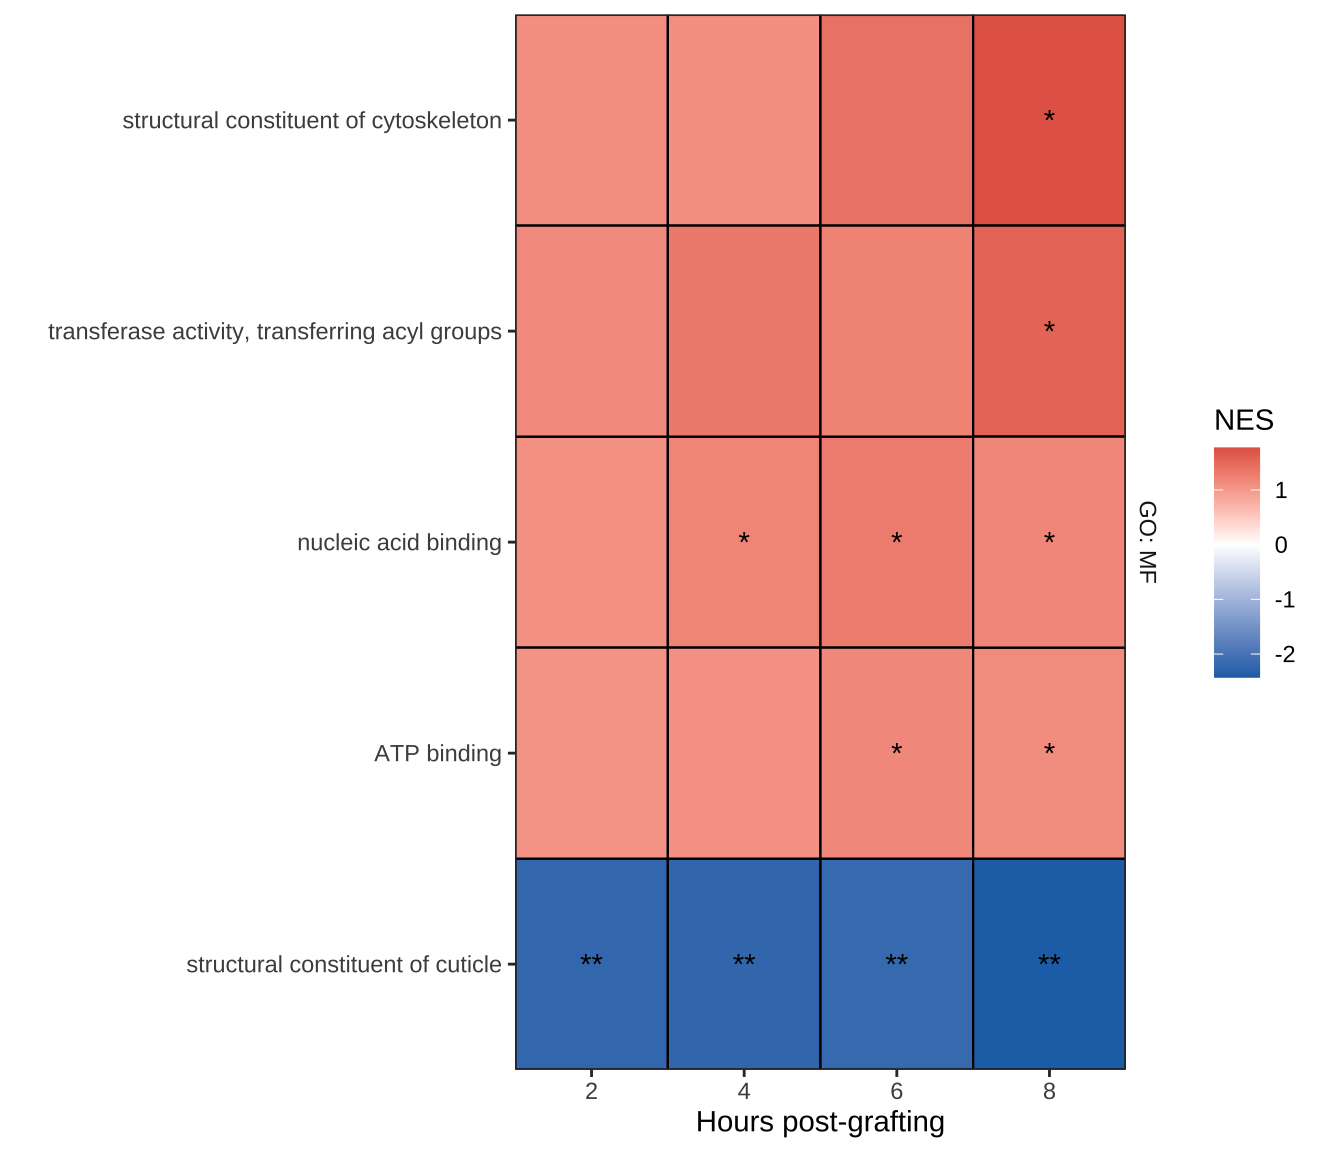 structural constituent of cytoskeleton
*
transferase activity, transferring acyl groups
*
nucleic acid binding
* * *
ATP binding
* *
structural constituent of cuticle
** ** ** **
2 4 6 8
Hours post-grafting
GO: MF
NES
1
0
-1
-2